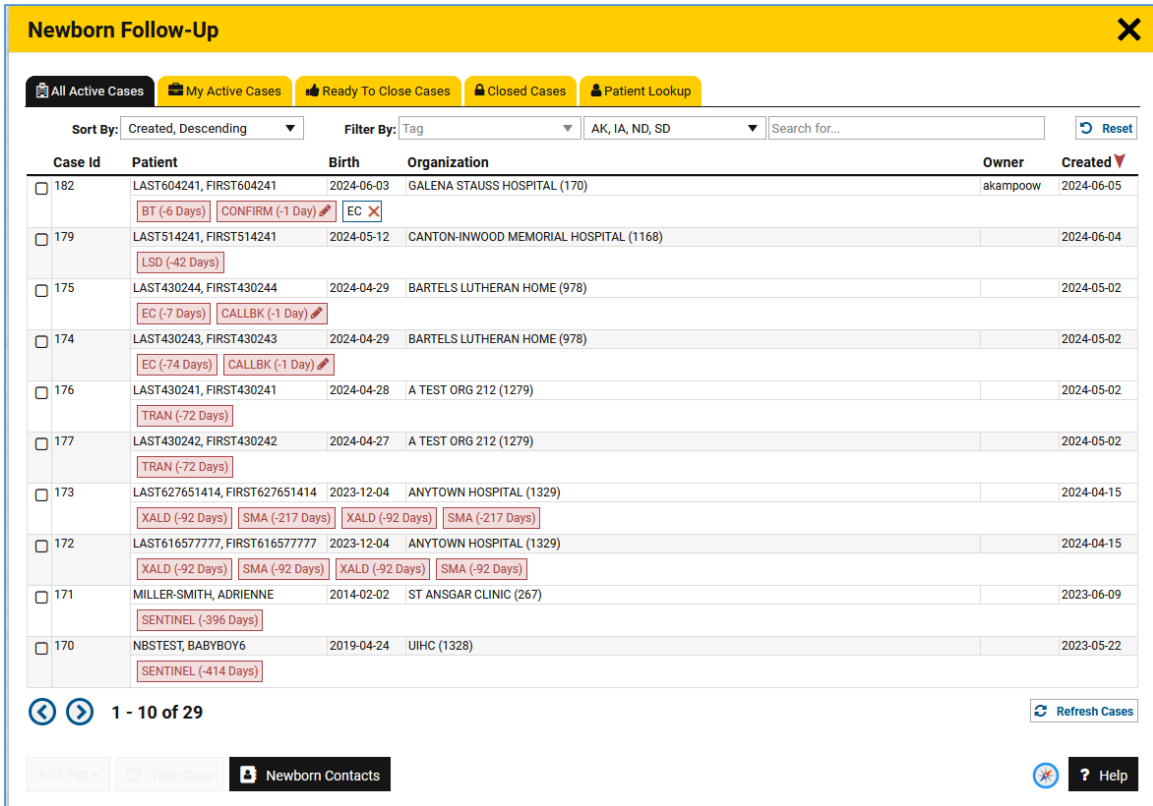 Newborn Follow-Up
All Active Cases My Active Cases Ready To Close Cases Closed Cases Patient Lookup
Sort By: Created, Descending Filter By: Tag AK, IA, ND, SD Search for... Reset
Case Id Patient Birth Organization Owner Created
182 LAST604241, FIRST604241 2024-06-03 GALENA STAUSS HOSPITAL (170) akampoow 2024-06-05
BT (-6 Days) CONFIRM (-1 Day) EC
179 LAST514241, FIRST514241 2024-05-12 CANTON-INWOOD MEMORIAL HOSPITAL (1168) 2024-06-04
LSD (-42 Days)
175 LAST430244, FIRST430244 2024-04-29 BARTELS LUTHERAN HOME (978) 2024-05-02
EC (-7 Days) CALLBK (-1 Day)
174 LAST430243, FIRST430243 2024-04-29 BARTELS LUTHERAN HOME (978) 2024-05-02
EC (-74 Days) CALLBK (-1 Day)
176 LAST430241, FIRST430241 2024-04-28 A TEST ORG 212 (1279) 2024-05-02
TRAN (-72 Days)
177 LAST430242, FIRST430242 2024-04-27 A TEST ORG 212 (1279) 2024-05-02
TRAN (-72 Days)
173 LAST627651414, FIRST627651414 2023-12-04 ANYTOWN HOSPITAL (1329) 2024-04-15
XALD (-92 Days) SMA (-217 Days) XALD (-92 Days) SMA (-217 Days)
172 LAST616577777, FIRST616577777 2023-12-04 ANYTOWN HOSPITAL (1329) 2024-04-15
XALD (-92 Days) SMA (-92 Days) XALD (-92 Days) SMA (-92 Days)
171 MILLER-SMITH, ADRIENNE 2014-02-02 ST ANSGAR CLINIC (267) 2023-06-09
SENTINEL (-396 Days)
170 NBSTEST, BABYBOY6 2019-04-24 UIHC (1328) 2023-05-22
SENTINEL (-414 Days)
1 - 10 of 29 Refresh Cases
Add Tag Take Case Newborn Contacts ? Help